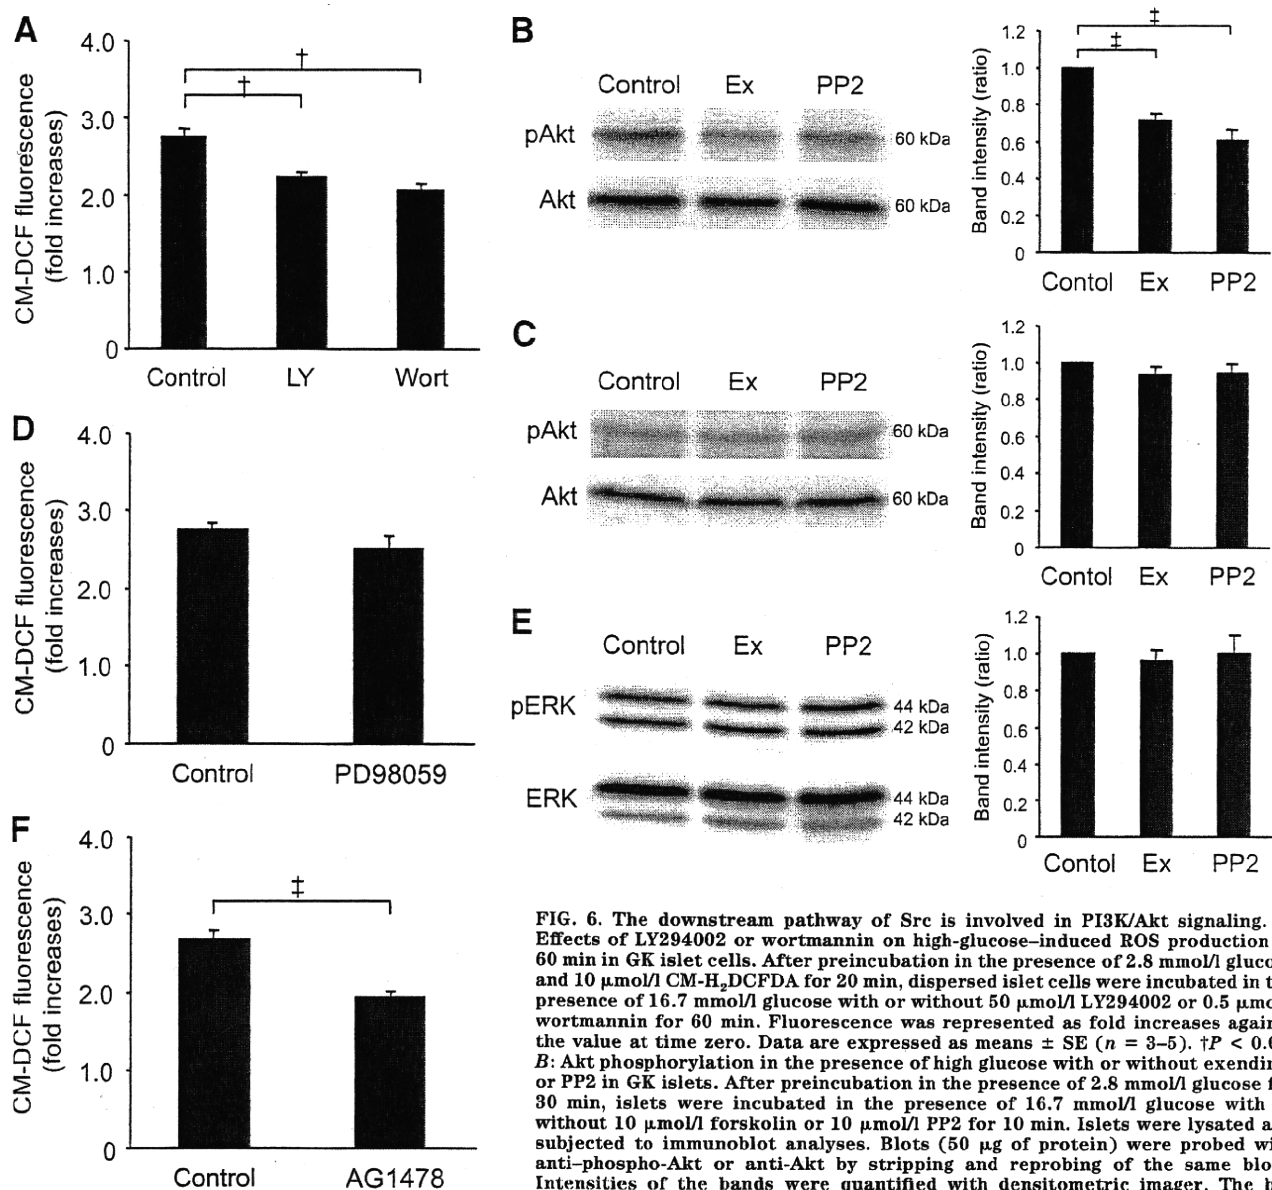 A
4.0
3.0
2.0
1.0
0
CM-DCF fluorescence
(fold increases)
†
†
Control LY Wort
B
Control Ex PP2
pAkt
60 kDa
Akt
60 kDa
Band intensity (ratio)
1.2
1.0
0.8
0.6
0.4
0.2
0
‡
‡
Contol Ex PP2
C
Control Ex PP2
pAkt
60 kDa
Akt
60 kDa
Band intensity (ratio)
1.2
1.0
0.8
0.6
0.4
0.2
0
Contol Ex PP2
D
4.0
3.0
2.0
1.0
0
CM-DCF fluorescence
(fold increases)
Control PD98059
E
Control Ex PP2
pERK
44 kDa
42 kDa
ERK
44 kDa
42 kDa
Band intensity (ratio)
1.2
1.0
0.8
0.6
0.4
0.2
0
Contol Ex PP2
F
4.0
3.0
2.0
1.0
0
CM-DCF fluorescence
(fold increases)
‡
Control AG1478
FIG. 6. The downstream pathway of Src is involved in PI3K/Akt signaling.
Effects of LY294002 or wortmannin on high-glucose–induced ROS production
60 min in GK islet cells. After preincubation in the presence of 2.8 mmol/l
and 10 μmol/l CM-H₂DCFDA for 20 min, dispersed islet cells were incubated in
presence of 16.7 mmol/l glucose with or without 50 μmol/l LY294002 or 0.5
wortmannin for 60 min. Fluorescence was represented as fold increases
the value at time zero. Data are expressed as means ± SE (n = 3–5). †P <
B: Akt phosphorylation in the presence of high glucose with or without
or PP2 in GK islets. After preincubation in the presence of 2.8 mmol/l glucose
30 min, islets were incubated in the presence of 16.7 mmol/l glucose with
without 10 μmol/l forskolin or 10 μmol/l PP2 for 10 min. Islets were lysated
subjected to immunoblot analyses. Blots (50 μg of protein) were probed
anti–phospho-Akt or anti-Akt by stripping and reprobing of the same
Intensities of the bands were quantified with densitometric imager. The